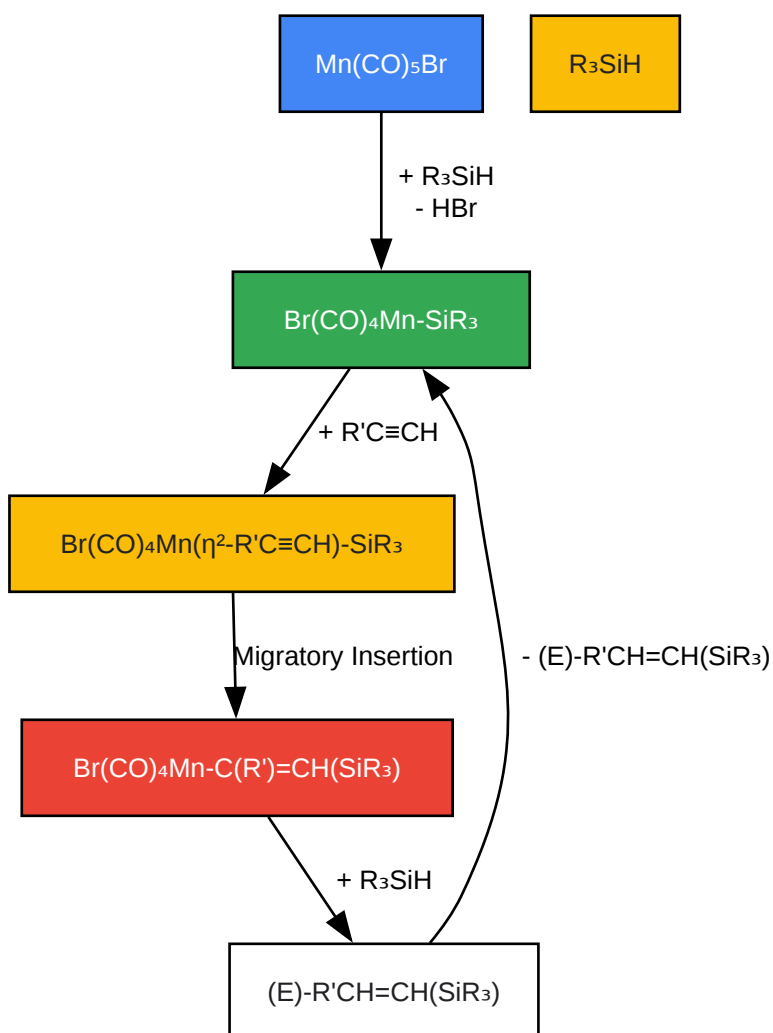 Mn(CO)₅Br
R₃SiH
+ R₃SiH
- HBr
Br(CO)₄Mn-SiR₃
+ R'C≡CH
Br(CO)₄Mn(η²-R'C≡CH)-SiR₃
Migratory Insertion
- (E)-R'CH=CH(SiR₃)
Br(CO)₄Mn-C(R')=CH(SiR₃)
+ R₃SiH
(E)-R'CH=CH(SiR₃)